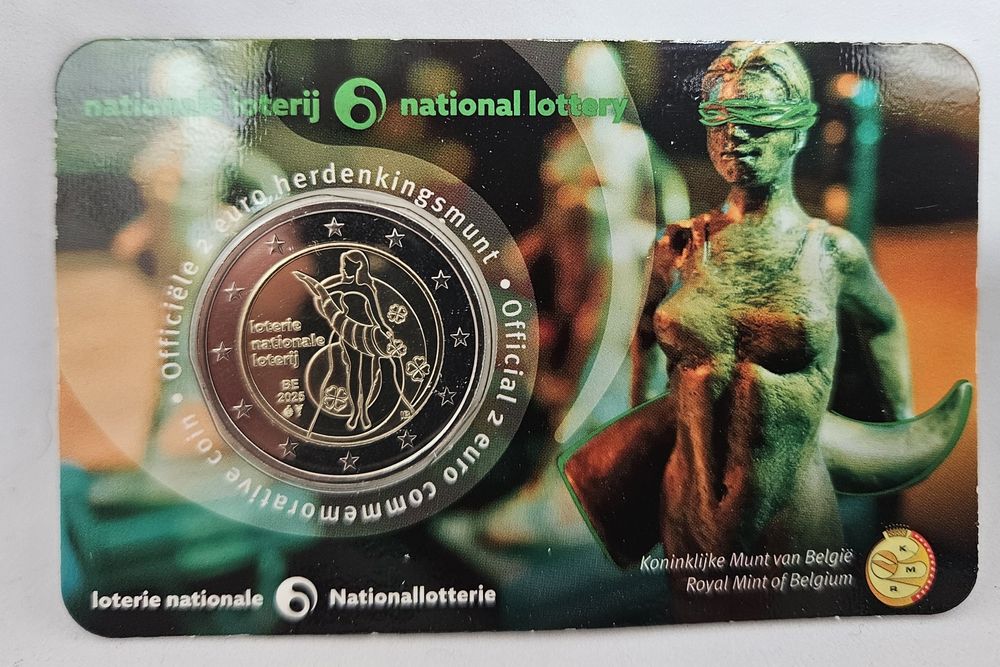 nationale loterij national lottery
• Officiële 2 euro herdenkingsmunt • Official 2 euro commemorative coin
loterie
nationale
loterij
BE
2025
Koninklijke Munt van België
Royal Mint of Belgium
K
M
R
loterie nationale Nationallotterie